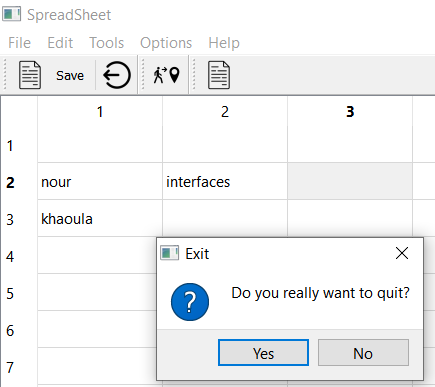 SpreadSheet
File Edit Tools Options Help
Save
1 2 3
1
2 nour interfaces
3 khaoula
4
Exit
5
Do you really want to quit?
?
6
Yes No
7